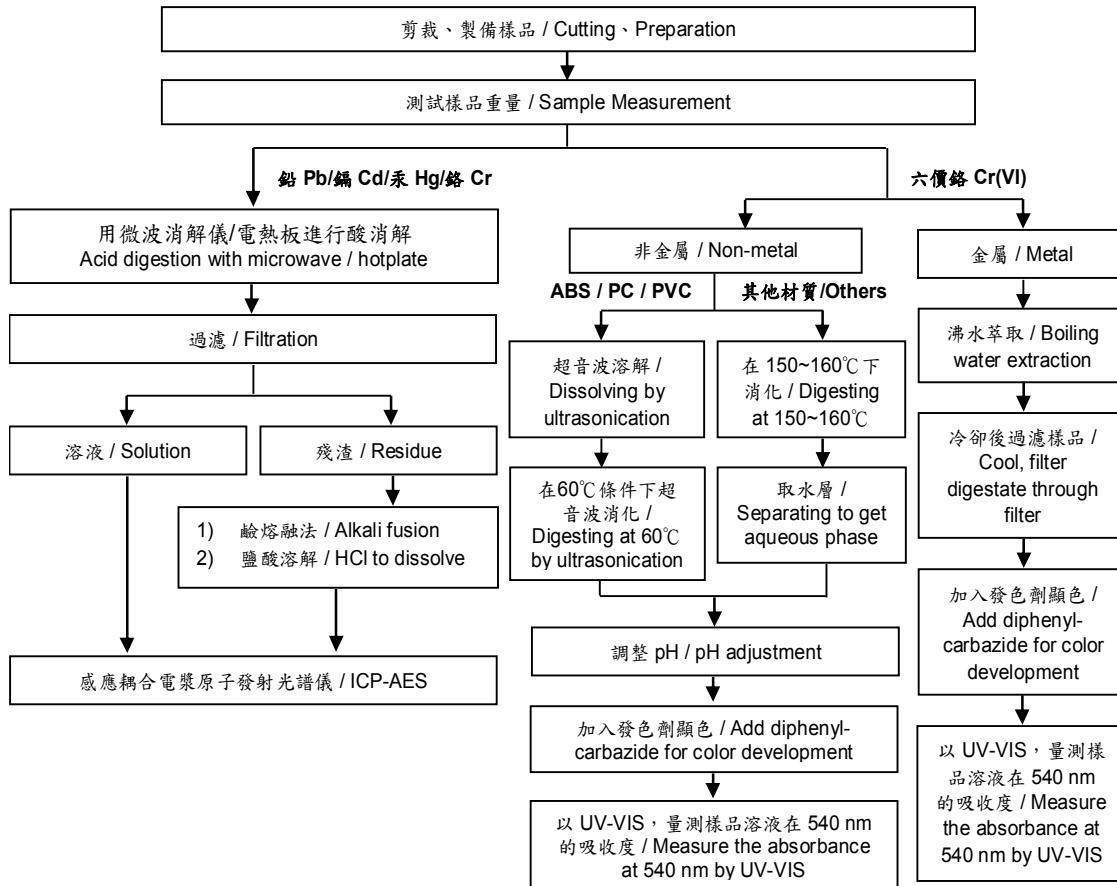 剪裁、製備樣品 / Cutting、Preparation
測試樣品重量 / Sample Measurement
鉛 Pb/鎘 Cd/汞 Hg/鉻 Cr
六價鉻 Cr(VI)
用微波消解儀/電熱板進行酸消解
Acid digestion with microwave / hotplate
過濾 / Filtration
溶液 / Solution
殘渣 / Residue
1) 鹼熔融法 / Alkali fusion
2) 鹽酸溶解 / HCl to dissolve
感應耦合電漿原子發射光譜儀 / ICP-AES
非金屬 / Non-metal
ABS / PC / PVC
其他材質/Others
超音波溶解 /
Dissolving by
ultrasonication
在60℃條件下超
音波消化 /
Digesting at 60℃
by ultrasonication
在 150~160℃下
消化 / Digesting
at 150~160℃
取水層 /
Separating to get
aqueous phase
調整 pH / pH adjustment
加入發色劑顯色 / Add diphenyl-
carbazide for color development
以 UV-VIS，量測樣品溶液在 540 nm
的吸收度 / Measure the absorbance
at 540 nm by UV-VIS
金屬 / Metal
沸水萃取 / Boiling
water extraction
冷卻後過濾樣品 /
Cool, filter
digestate through
filter
加入發色劑顯色 /
Add diphenyl-
carbazide for color
development
以 UV-VIS，量測樣
品溶液在 540 nm
的吸收度 / Measure
the absorbance at
540 nm by UV-VIS